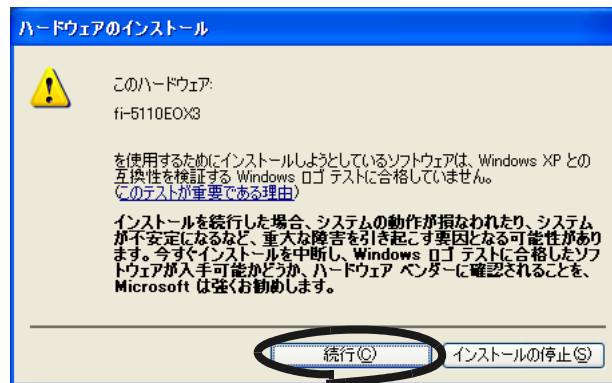 ハードウェアのインストール
このハードウェア:
fi-5110EOX3
を使用するためにインストールしようとしているソフトウェアは、Windows XP との
互換性を検証する Windows ロゴ テストに合格していません。
(このテストが重要である理由)
インストールを続行した場合、システムの動作が損なわれたり、システム
が不安定になるなど、重大な障害を引き起こす要因となる可能性があり
ます。今すぐインストールを中断し、Windows ロゴ テストに合格したソフ
トウェアが入手可能かどうか、ハードウェア ベンダーに確認されることを、
Microsoft は強くお勧めします。
続行(C)
インストールの停止(S)